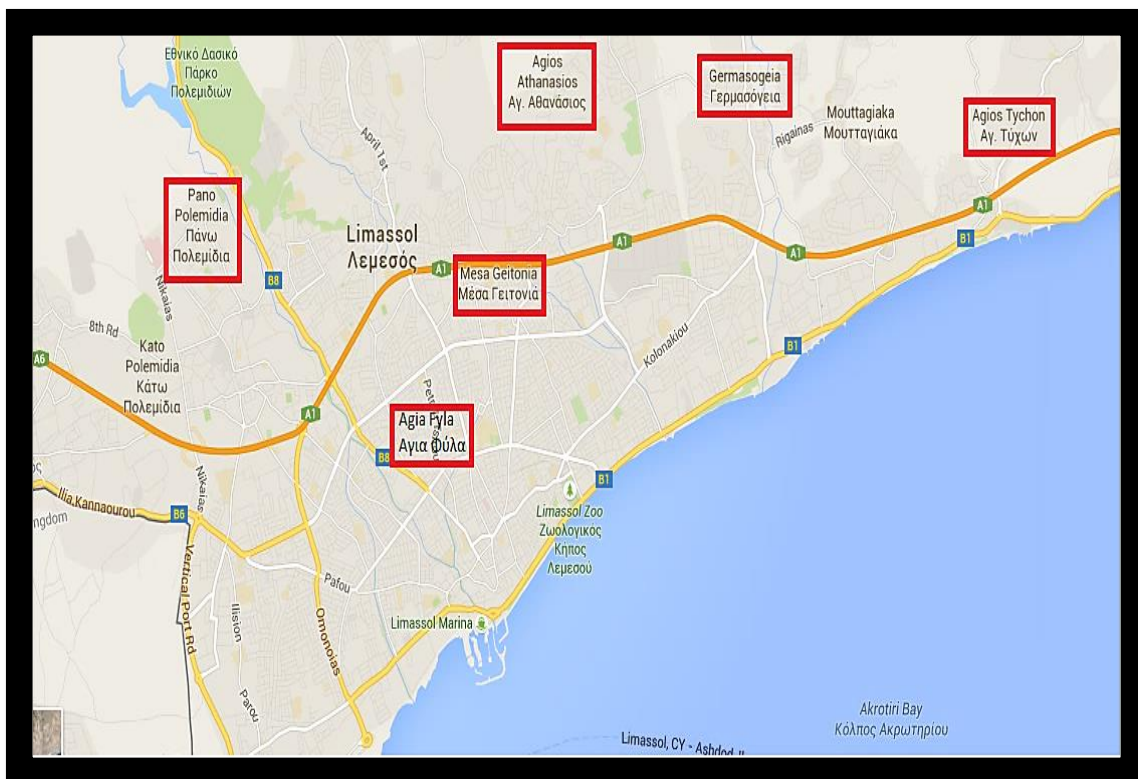 Εθνικό Δασικό
Πάρκο
Πολεμιδιών
Agios
Athanasios
Αγ. Αθανάσιος
Germasogeia
Γερμασόγεια
Mouttagiaka
Μουτταγιάκα
Agios Tychon
Αγ. Τύχων
Rigainas
April 1st
Pano
Polemidia
Πάνω
Πολεμίδια
Limassol
Λεμεσός
A1
A1
A1
A1
B1
Mesa Geitonia
Μέσα Γειτονιά
B8
Nikaias
8th Rd
Kato
Polemidia
Κάτω
Πολεμίδια
A6
Kolonakiou
B1
A1
Agia Fyla
Αγια Φύλα
B8
B1
Nikaias
Ilia Kannaourou
B6
Limassol Zoo
Ζωολογικός
Κήπος
Λεμεσού
Vertical Port Rd
Pafou
Ilision
Omonoias
Limassol Marina
Akrotiri Bay
Κόλπος Ακρωτηρίου
Limassol, CY - Ashdod